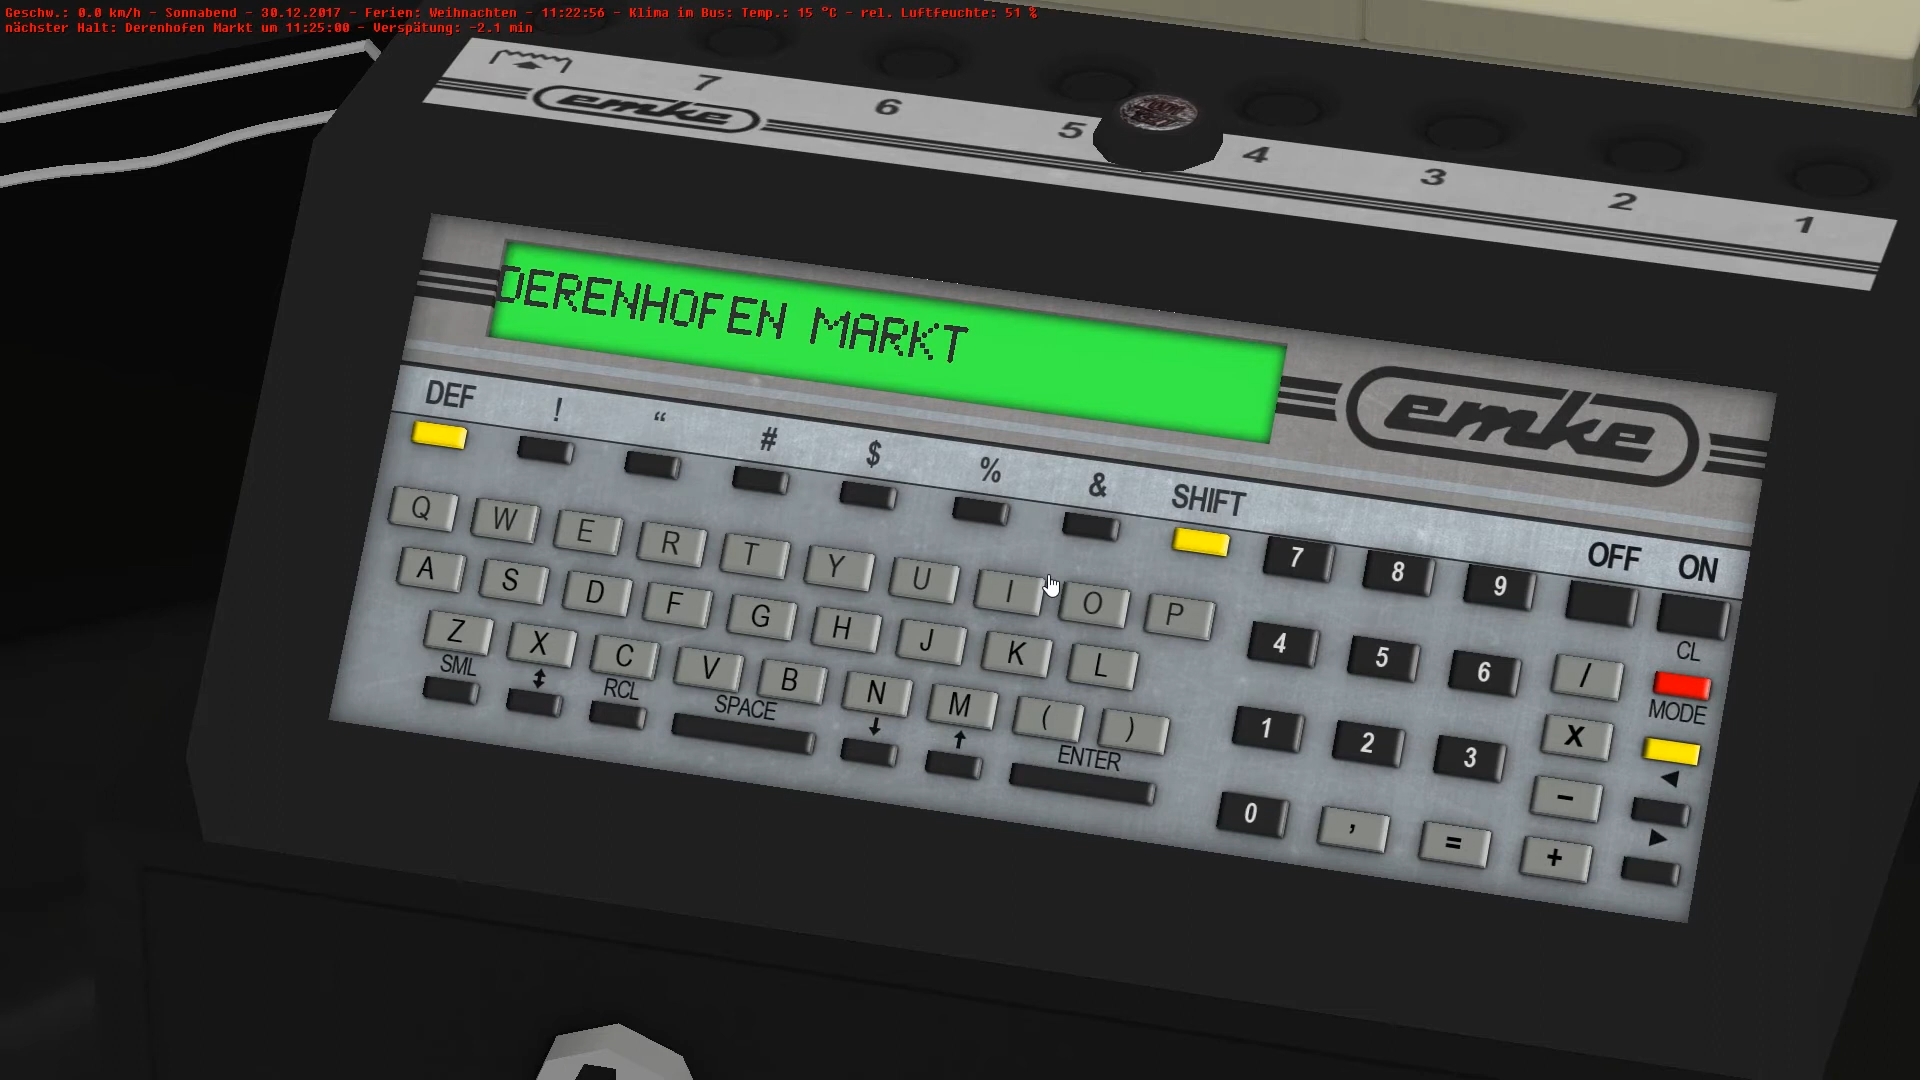 Geschw.: 0.0 km/h - Sonnabend - 30.12.2017 - Ferien: Weihnachten - 11:22:56 - Klima im Bus: Temp.: 15 °C - rel. Luftfeuchte: 51 %
nächster Halt: Derenhofen Markt um 11:25:00 - Verspätung: -2.1 min
7 6 5 4 3 2 1
emke
DERENHOFEN MARKT
emke
DEF ! “ # $ % & SHIFT OFF ON
Q W E R T Y U I O P 7 8 9
CL
A S D F G H J K L 4 5 6 /
MODE
Z X C V B N M ( ) 1 2 3 X
SML ↕ RCL SPACE ↓ ↑ ENTER −
◀
0 , = +
▶